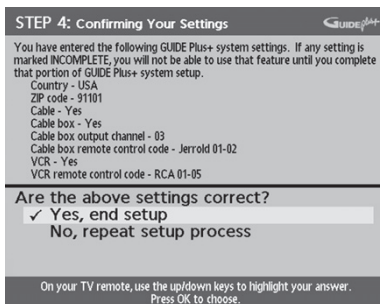 STEP 4: Confirming Your Settings
GUIDE Plus+
You have entered the following GUIDE Plus+ system settings. If any setting is
marked INCOMPLETE, you will not be able to use that feature until you complete
that portion of GUIDE Plus+ system setup.
Country - USA
ZIP code - 91101
Cable - Yes
Cable box - Yes
Cable box output channel - 03
Cable box remote control code - Jerrold 01-02
VCR - Yes
VCR remote control code - RCA 01-05
Are the above settings correct?
✓ Yes, end setup
No, repeat setup process
On your TV remote, use the up/down keys to highlight your answer.
Press OK to choose.